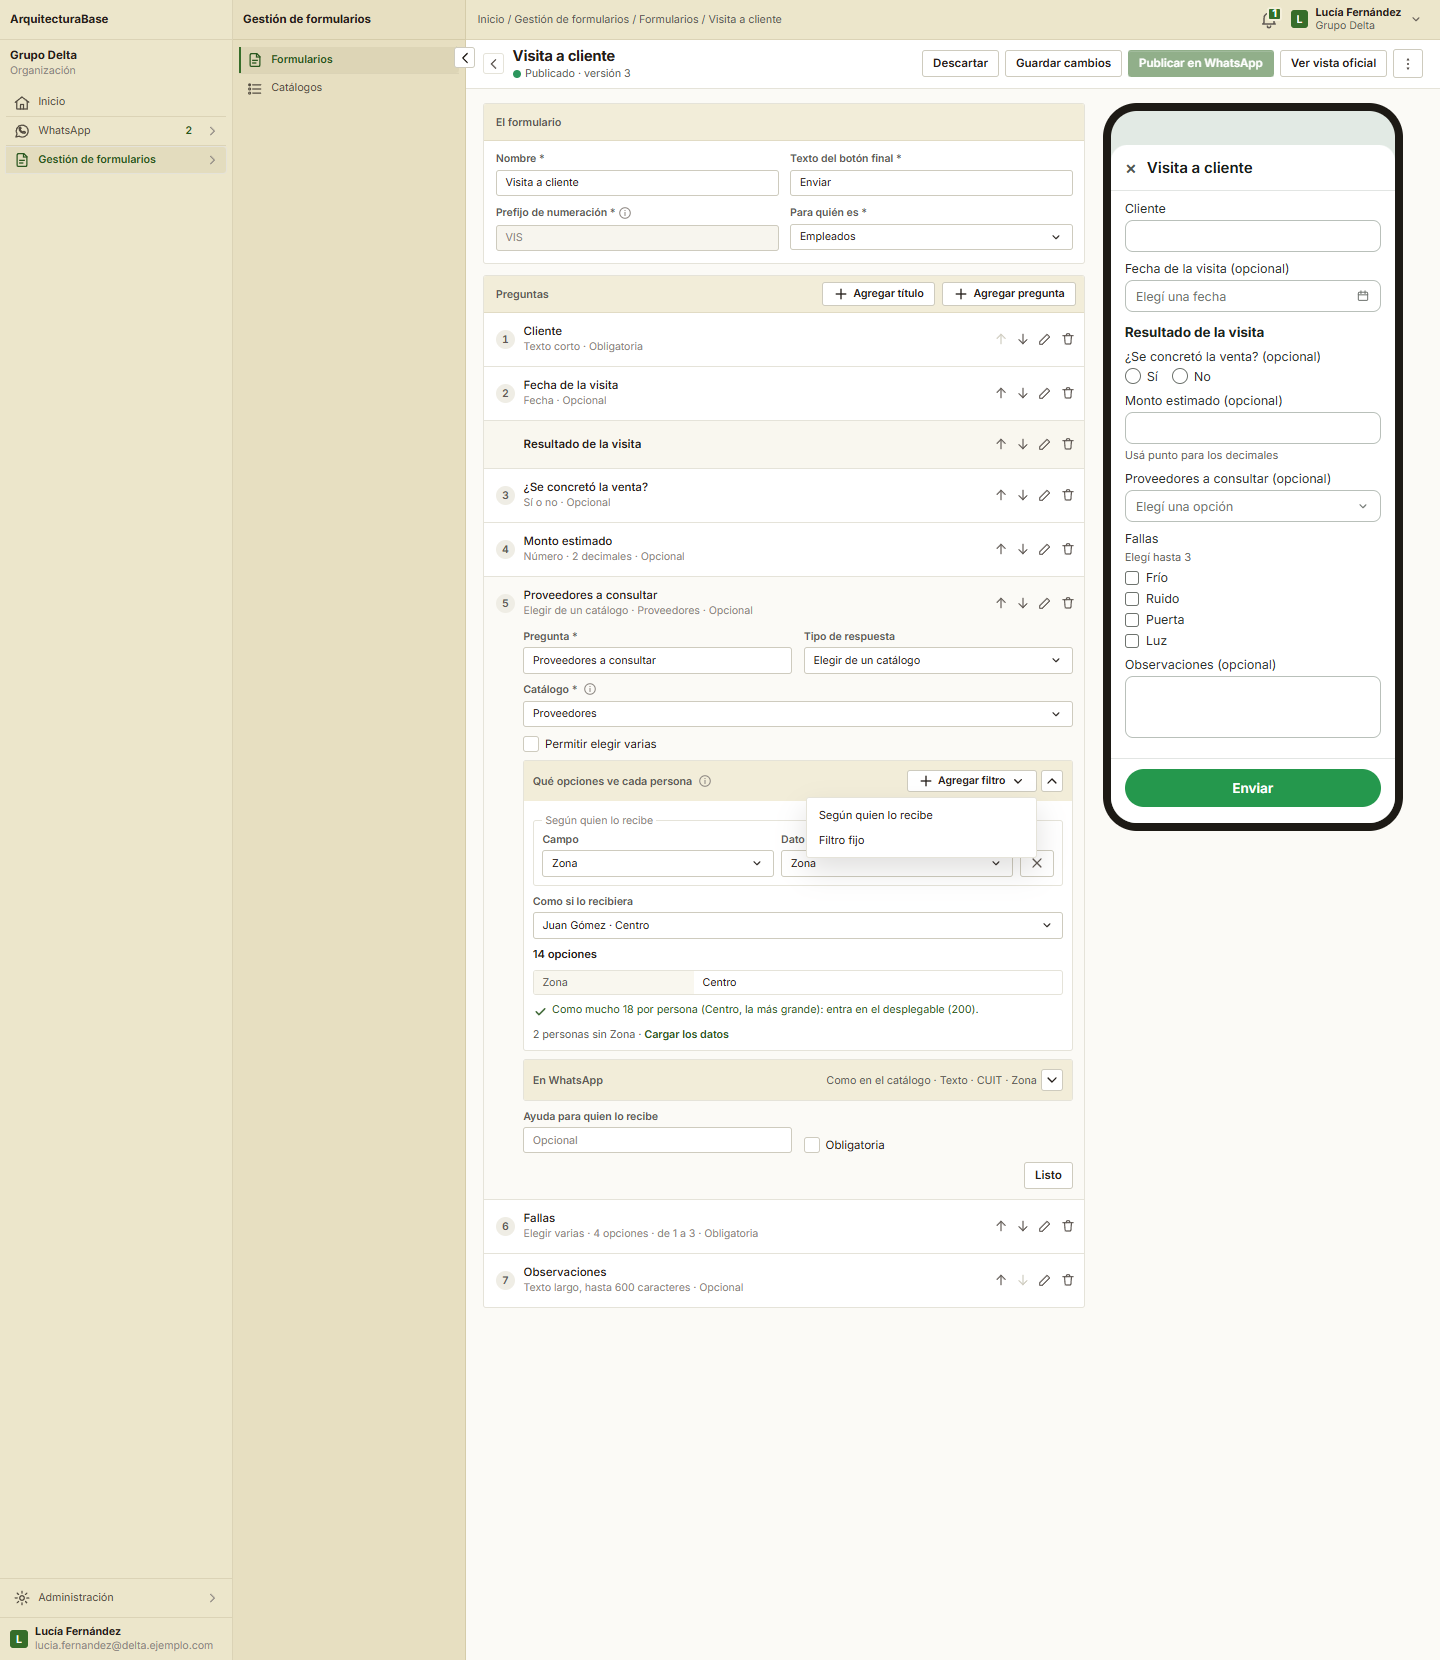 ArquitecturaBase
Grupo Delta
Organización
Inicio
WhatsApp 2
Gestión de formularios
Administración
L Lucía Fernández
lucia.fernandez@delta.ejemplo.com
Gestión de formularios
Formularios
Catálogos
Inicio / Gestión de formularios / Formularios / Visita a cliente
1
L Lucía Fernández
Grupo Delta
Visita a cliente
Publicado · versión 3
Descartar
Guardar cambios
Publicar en WhatsApp
Ver vista oficial
El formulario
Nombre * Texto del botón final *
Visita a cliente Enviar
Prefijo de numeración * Para quién es *
VIS Empleados
Preguntas Agregar título Agregar pregunta
1 Cliente
Texto corto · Obligatoria
2 Fecha de la visita
Fecha · Opcional
Resultado de la visita
3 ¿Se concretó la venta?
Sí o no · Opcional
4 Monto estimado
Número · 2 decimales · Opcional
5 Proveedores a consultar
Elegir de un catálogo · Proveedores · Opcional
Pregunta * Tipo de respuesta
Proveedores a consultar Elegir de un catálogo
Catálogo *
Proveedores
Permitir elegir varias
Qué opciones ve cada persona Agregar filtro
Según quien lo recibe
Filtro fijo
Según quien lo recibe
Campo Dato
Zona Zona
Como si lo recibiera
Juan Gómez · Centro
14 opciones
Zona Centro
Como mucho 18 por persona (Centro, la más grande): entra en el desplegable (200).
2 personas sin Zona · Cargar los datos
En WhatsApp Como en el catálogo · Texto · CUIT · Zona
Ayuda para quien lo recibe
Opcional Obligatoria
Listo
6 Fallas
Elegir varias · 4 opciones · de 1 a 3 · Obligatoria
7 Observaciones
Texto largo, hasta 600 caracteres · Opcional
Visita a cliente
Cliente
Fecha de la visita (opcional)
Elegí una fecha
Resultado de la visita
¿Se concretó la venta? (opcional)
Sí No
Monto estimado (opcional)
Usá punto para los decimales
Proveedores a consultar (opcional)
Elegí una opción
Fallas
Elegí hasta 3
Frío
Ruido
Puerta
Luz
Observaciones (opcional)
Enviar